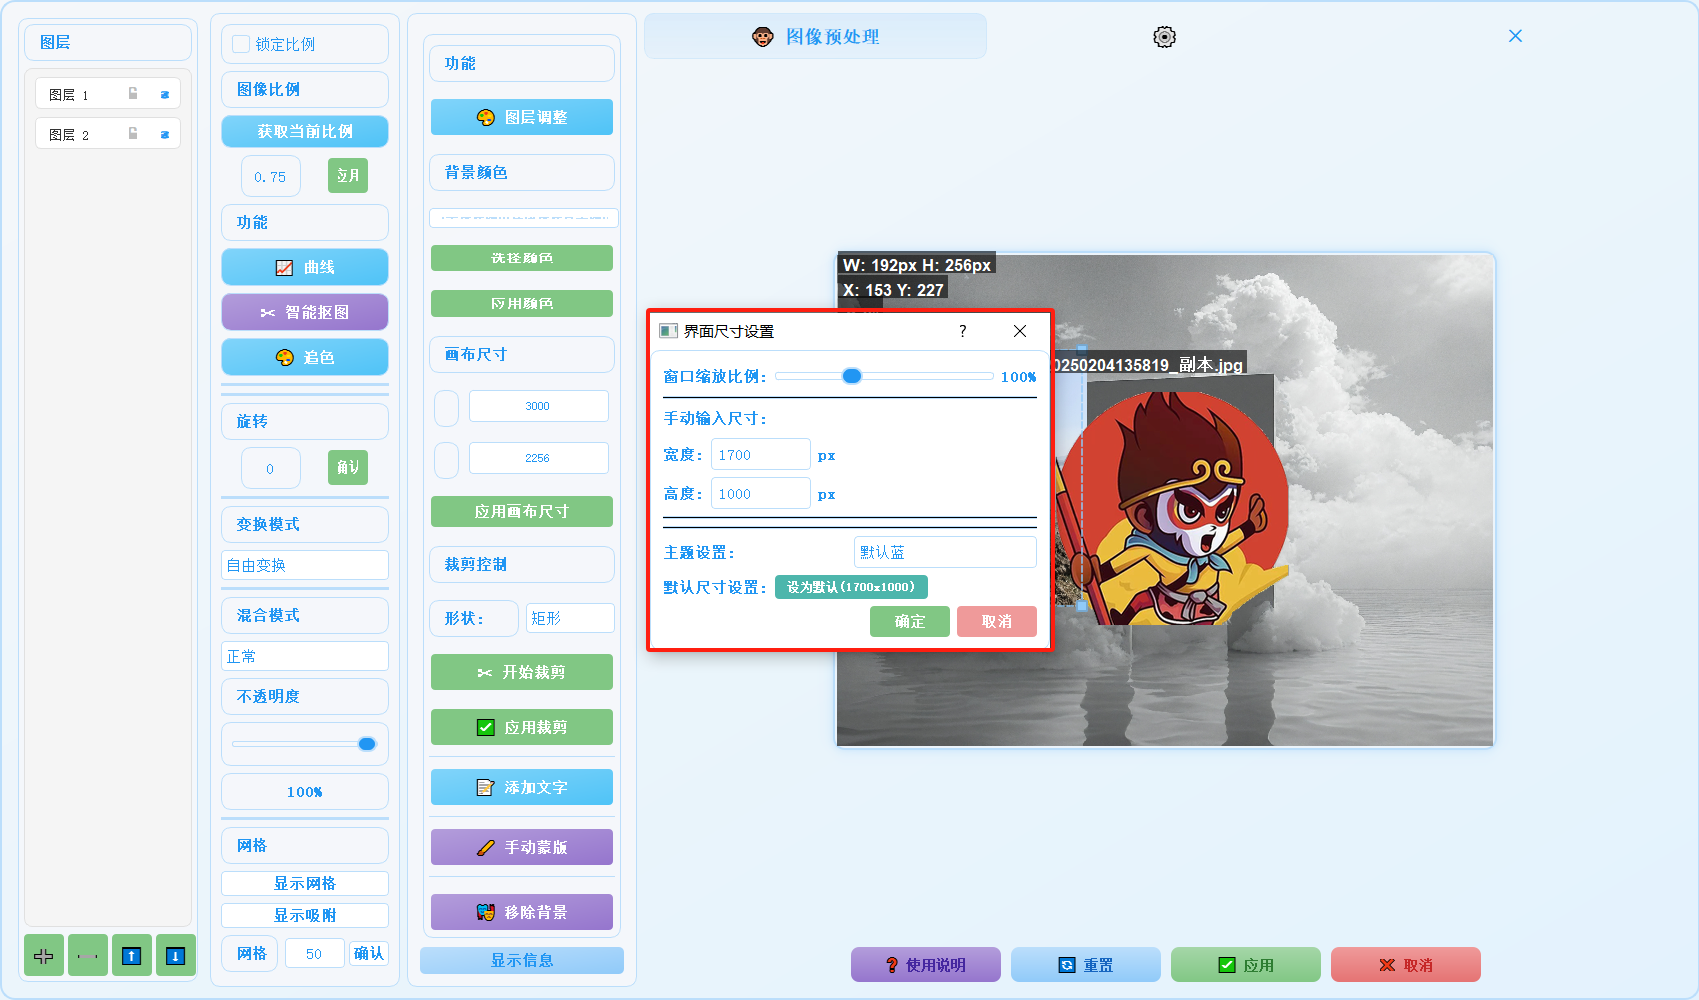 图层
图层 1
图层 2
锁定比例
图像比例
获取当前比例
0.75
应用
功能
曲线
智能抠图
追色
旋转
0
确认
变换模式
自由变换
混合模式
正常
不透明度
100%
网格
显示网格
显示吸附
网格
50
确认
功能
图层调整
背景颜色
选择颜色
应用颜色
画布尺寸
3000
2256
应用画布尺寸
裁剪控制
形状:
矩形
开始裁剪
应用裁剪
添加文字
手动蒙版
移除背景
显示信息
图像预处理
W: 192px H: 256px
X: 153 Y: 227
0250204135819_副本.jpg
界面尺寸设置
?
窗口缩放比例:
100%
手动输入尺寸:
宽度: 1700 px
高度: 1000 px
主题设置:
默认蓝
默认尺寸设置:
设为默认(1700x1000)
确定
取消
使用说明
重置
应用
取消